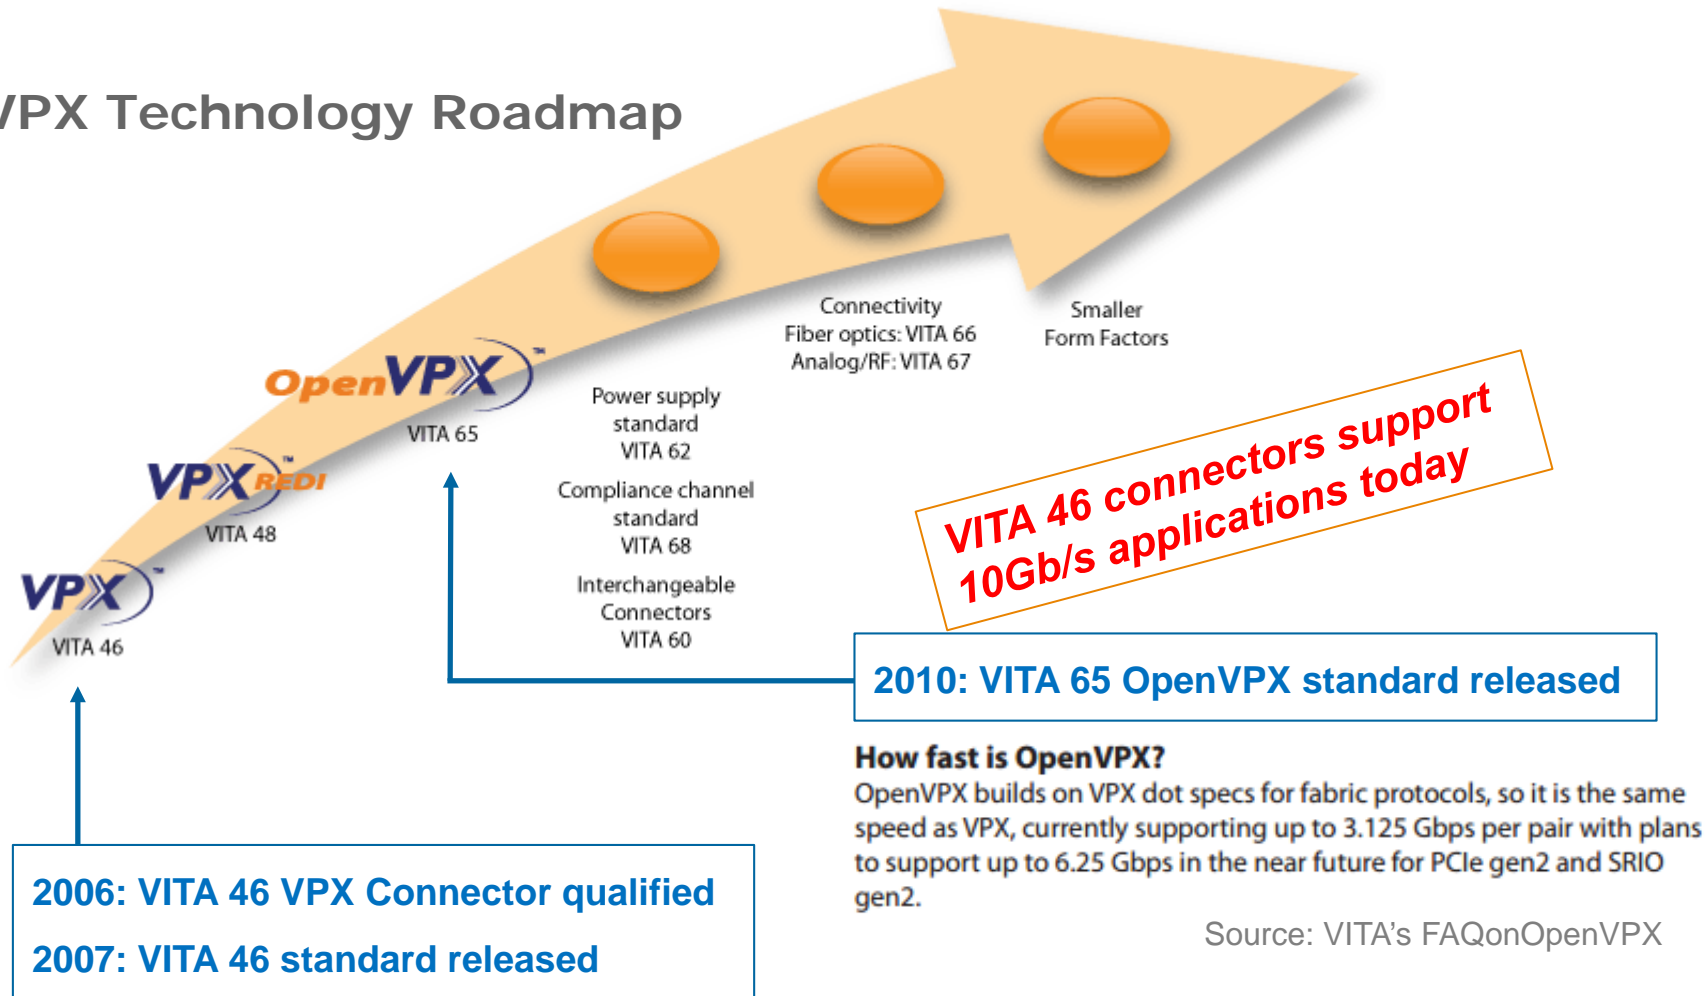 VPX Technology Roadmap
Connectivity
Fiber optics: VITA 66
Analog/RF: VITA 67
Smaller
Form Factors
OpenVPX™
VITA 65
Power supply
standard
VITA 62
Compliance channel
standard
VITA 68
Interchangeable
Connectors
VITA 60
VPX REDI™
VITA 48
VPX™
VITA 46
VITA 46 connectors support
10Gb/s applications today
2010: VITA 65 OpenVPX standard released
How fast is OpenVPX?
OpenVPX builds on VPX dot specs for fabric protocols, so it is the same
speed as VPX, currently supporting up to 3.125 Gbps per pair with plans
to support up to 6.25 Gbps in the near future for PCIe gen2 and SRIO
gen2.
Source: VITA's FAQonOpenVPX
2006: VITA 46 VPX Connector qualified
2007: VITA 46 standard released